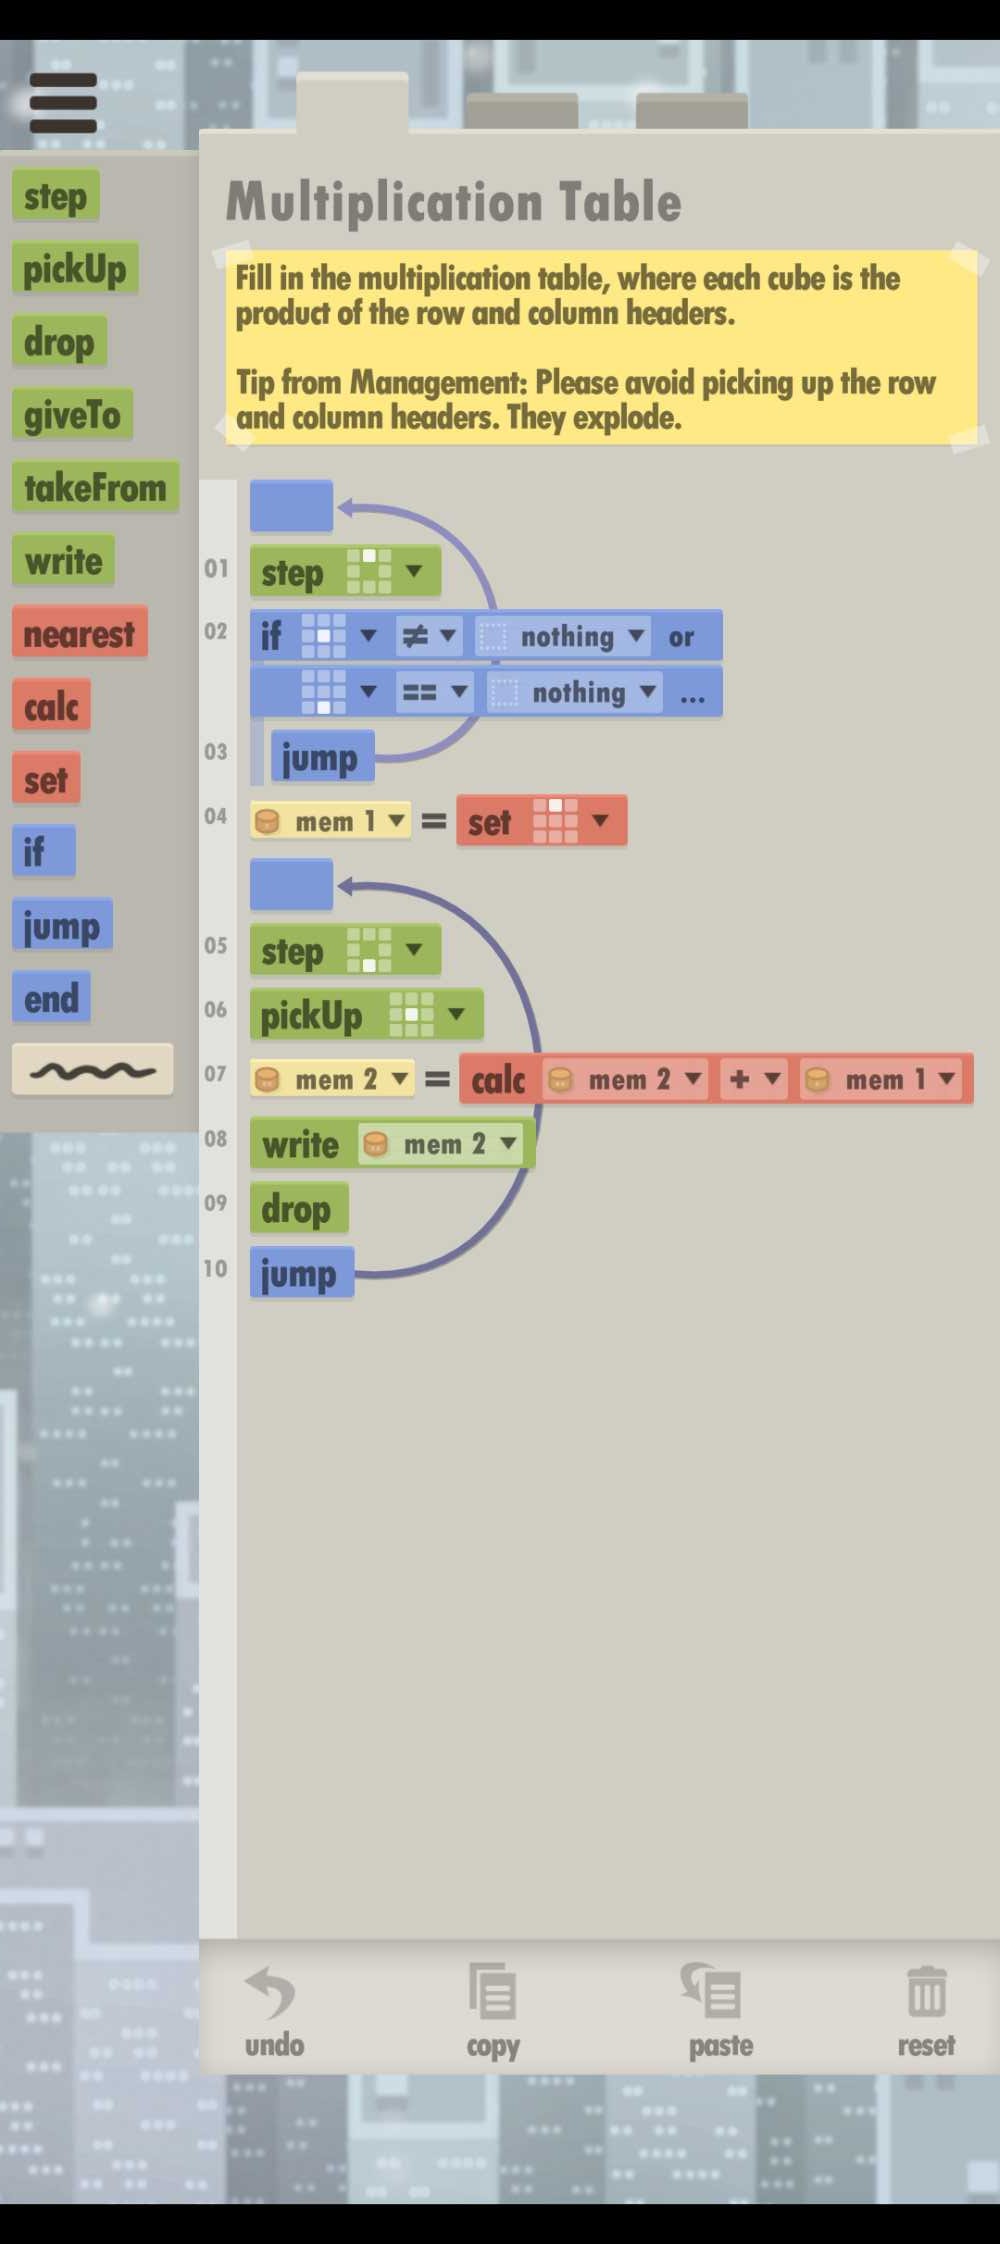 Multiplication Table
Fill in the multiplication table, where each cube is the
product of the row and column headers.
Tip from Management: Please avoid picking up the row
and column headers. They explode.
step
pickUp
drop
giveTo
takeFrom
write
nearest
calc
set
if
jump
end
01 step
02 if ≠ nothing or
== nothing ...
03 jump
04 mem 1 = set
05 step
06 pickUp
07 mem 2 = calc mem 2 + mem 1
08 write mem 2
09 drop
10 jump
undo copy paste reset